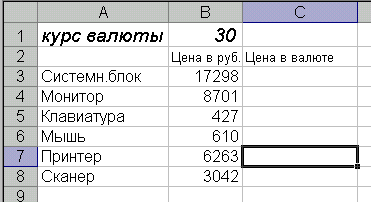 A B C
1 курс валюты 30
2 Цена в руб. Цена в валюте
3 Системн.блок 17298
4 Монитор 8701
5 Клавиатура 427
6 Мышь 610
7 Принтер 6263
8 Сканер 3042
9